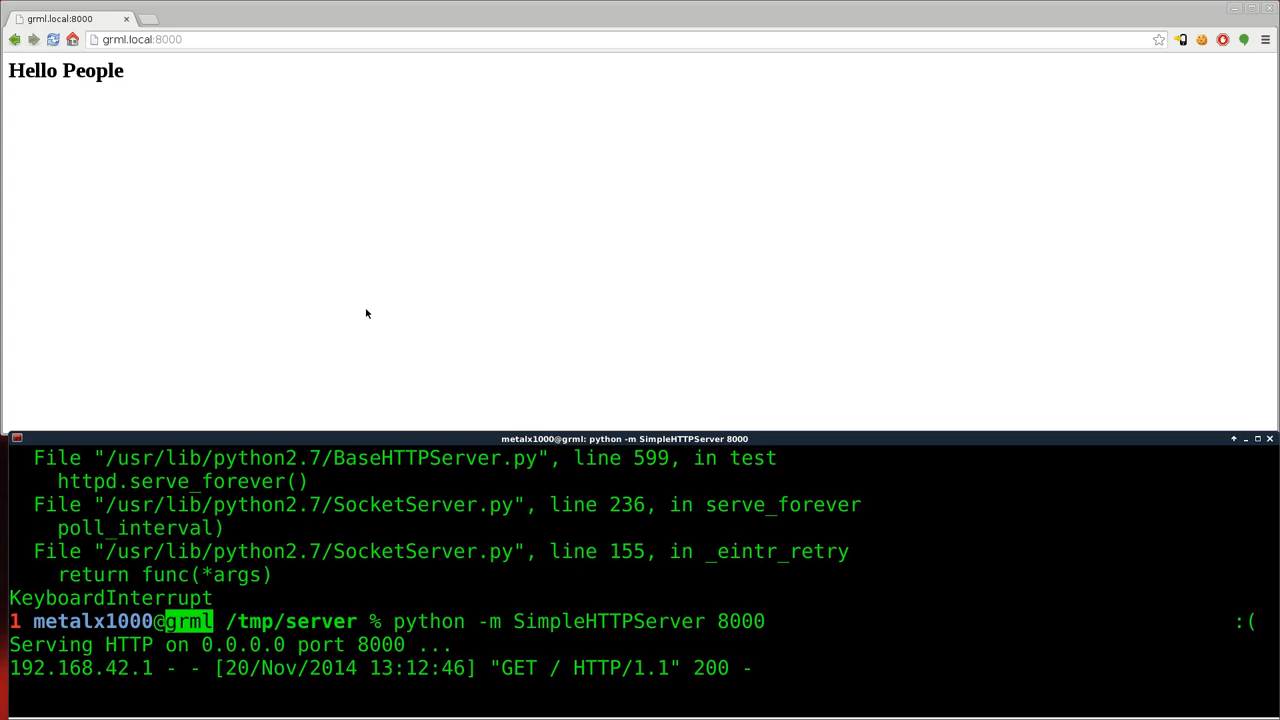 grml.local:8000
grml.local:8000
Hello People
metalx1000@grml: python -m SimpleHTTPServer 8000
File "/usr/lib/python2.7/BaseHTTPServer.py", line 599, in test
httpd.serve_forever()
File "/usr/lib/python2.7/SocketServer.py", line 236, in serve_forever
poll_interval)
File "/usr/lib/python2.7/SocketServer.py", line 155, in _eintr_retry
return func(*args)
KeyboardInterrupt
1 metalx1000@grml /tmp/server % python -m SimpleHTTPServer 8000 :(
Serving HTTP on 0.0.0.0 port 8000 ...
192.168.42.1 - - [20/Nov/2014 13:12:46] "GET / HTTP/1.1" 200 -